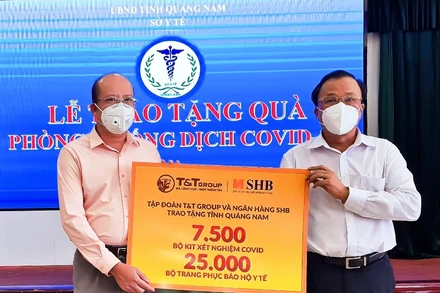 UBND TỈNH QUẢNG NAM
SỞ Y TẾ
LỄ TRAO TẶNG QUÀ
PHÒNG CHỐNG DỊCH COVID
T&T GROUP
SHB
TẬP ĐOÀN T&T GROUP VÀ NGÂN HÀNG SHB
TRAO TẶNG TỈNH QUẢNG NAM
7.500
BỘ KIT XÉT NGHIỆM COVID
25.000
BỘ TRANG PHỤC BẢO HỘ Y TẾ